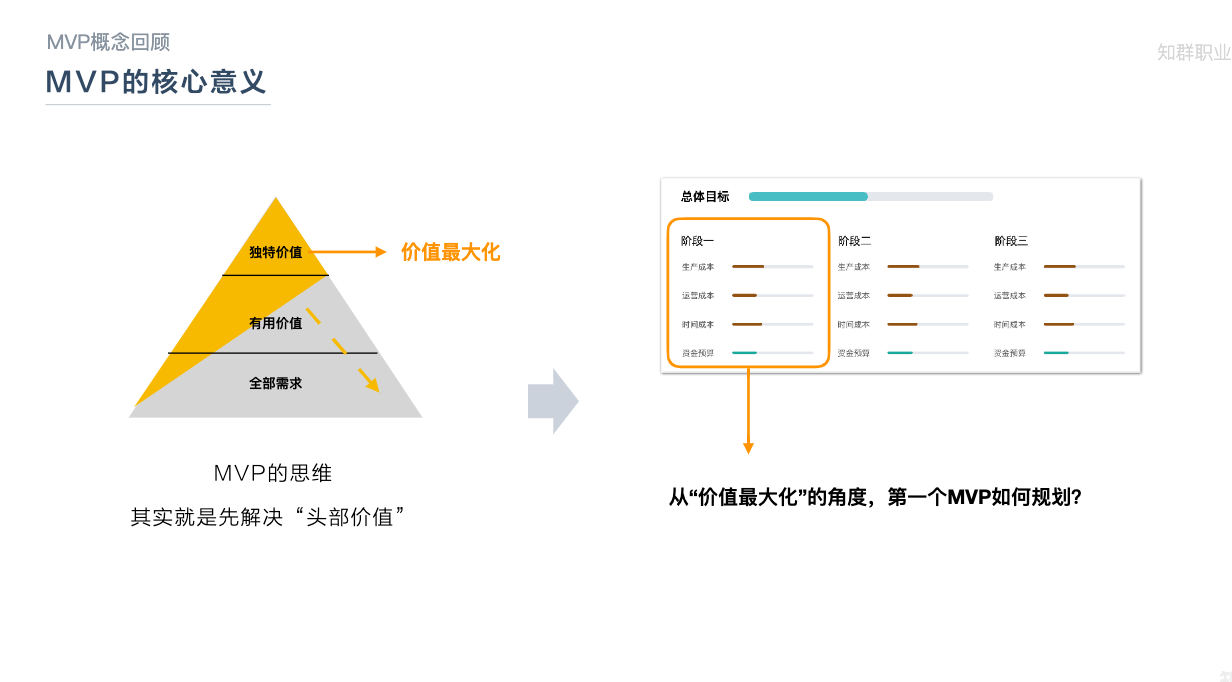 MVP概念回顾
MVP的核心意义
知群职业
独特价值
价值最大化
有用价值
全部需求
MVP的思维
其实就是先解决“头部价值”
总体目标
阶段一
生产成本
运营成本
时间成本
资金预算
阶段二
生产成本
运营成本
时间成本
资金预算
阶段三
生产成本
运营成本
时间成本
资金预算
从“价值最大化”的角度，第一个MVP如何规划?